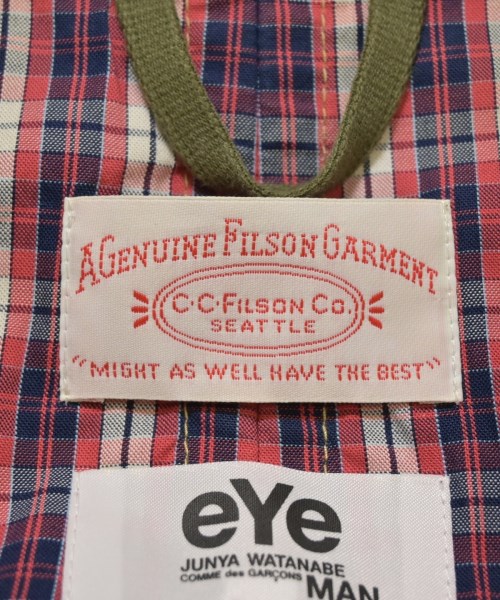 A GENUINE FILSON GARMENT
C·C·FILSON CO.
SEATTLE
"MIGHT AS WELL HAVE THE BEST"
eYe
JUNYA WATANABE
COMME des GARÇONS MAN